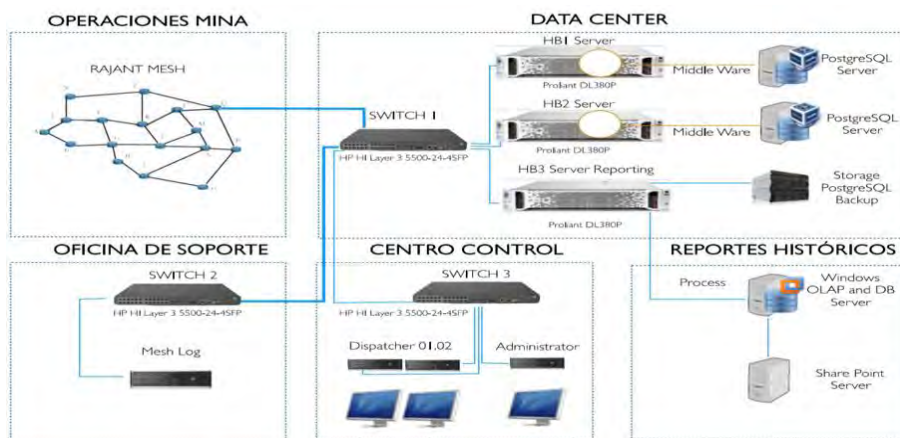 OPERACIONES MINA
RAJANT MESH
DATA CENTER
HB1 Server
Proliant DL380P
Middle Ware
PostgreSQL
Server
SWITCH 1
HP HI Layer 3 5500-24-4SFP
HB2 Server
Proliant DL380P
Middle Ware
PostgreSQL
Server
HB3 Server Reporting
Proliant DL380P
Storage
PostgreSQL
Backup
OFICINA DE SOPORTE
SWITCH 2
HP HI Layer 3 5500-24-4SFP
Mesh Log
CENTRO CONTROL
SWITCH 3
HP HI Layer 3 5500-24-4SFP
Dispatcher 01.02
Administrator
REPORTES HISTÓRICOS
Process
Windows
OLAP and DB
Server
Share Point
Server